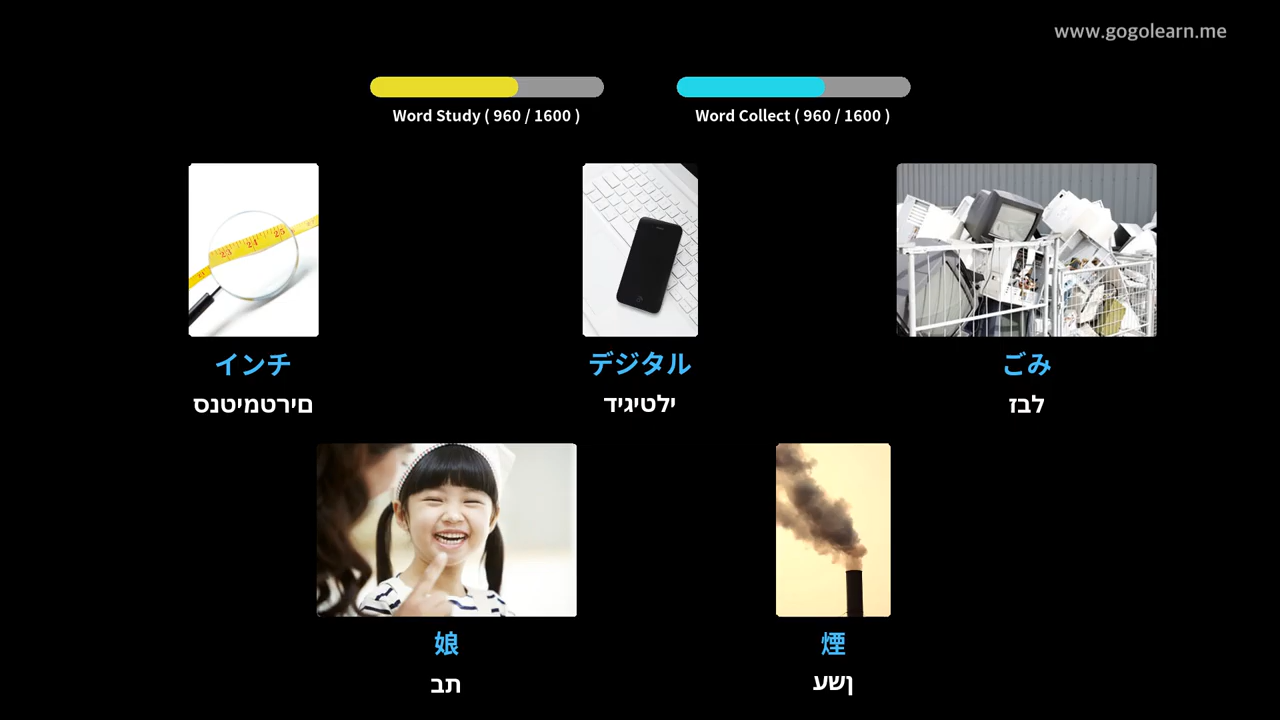 www.gogolearn.me
Word Study ( 960 / 1600 )
Word Collect ( 960 / 1600 )
インチ
םירטמיטנס
デジタル
ילטיגיד
ごみ
לבז
娘
תב
煙
ןשע